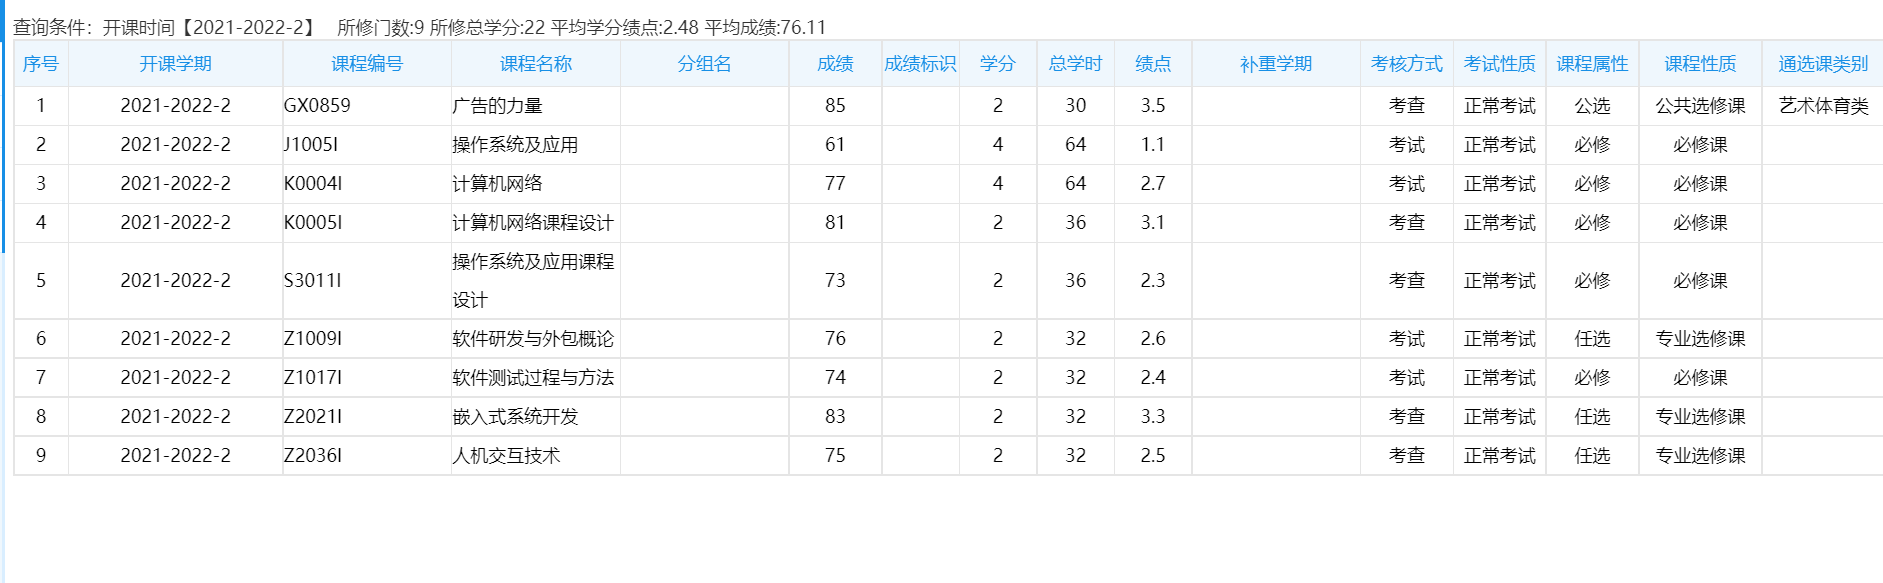 查询条件：开课时间【2021-2022-2】 所修门数:9 所修总学分:22 平均学分绩点:2.48 平均成绩:76.11
序号 开课学期 课程编号 课程名称 分组名 成绩 成绩标识 学分 总学时 绩点 补重学期 考核方式 考试性质 课程属性 课程性质 通选课类别
1 2021-2022-2 GX0859 广告的力量 85 2 30 3.5 考查 正常考试 公选 公共选修课 艺术体育类
2 2021-2022-2 J1005I 操作系统及应用 61 4 64 1.1 考试 正常考试 必修 必修课
3 2021-2022-2 K0004I 计算机网络 77 4 64 2.7 考试 正常考试 必修 必修课
4 2021-2022-2 K0005I 计算机网络课程设计 81 2 36 3.1 考查 正常考试 必修 必修课
5 2021-2022-2 S3011I 操作系统及应用课程
设计 73 2 36 2.3 考查 正常考试 必修 必修课
6 2021-2022-2 Z1009I 软件研发与外包概论 76 2 32 2.6 考试 正常考试 任选 专业选修课
7 2021-2022-2 Z1017I 软件测试过程与方法 74 2 32 2.4 考试 正常考试 必修 必修课
8 2021-2022-2 Z2021I 嵌入式系统开发 83 2 32 3.3 考查 正常考试 任选 专业选修课
9 2021-2022-2 Z2036I 人机交互技术 75 2 32 2.5 考查 正常考试 任选 专业选修课